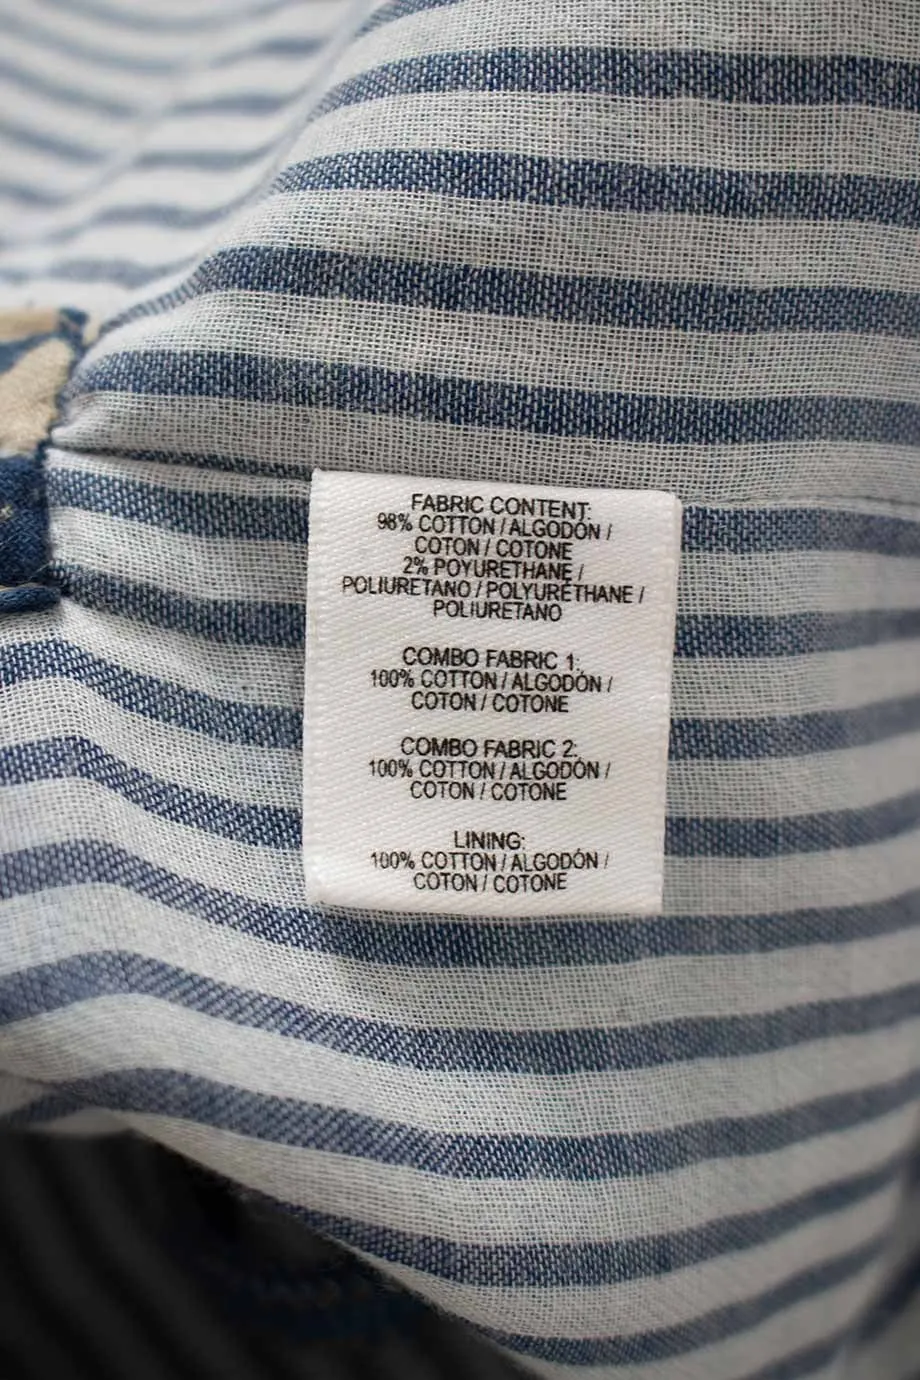 FABRIC CONTENT:
98% COTTON / ALGODÓN /
COTON / COTONE
2% POYURETHANE /
POLIURETANO / POLYURÉTHANE /
POLIURETANO
COMBO FABRIC 1:
100% COTTON / ALGODÓN /
COTON / COTONE
COMBO FABRIC 2:
100% COTTON / ALGODÓN /
COTON / COTONE
LINING:
100% COTTON / ALGODÓN /
COTON / COTONE